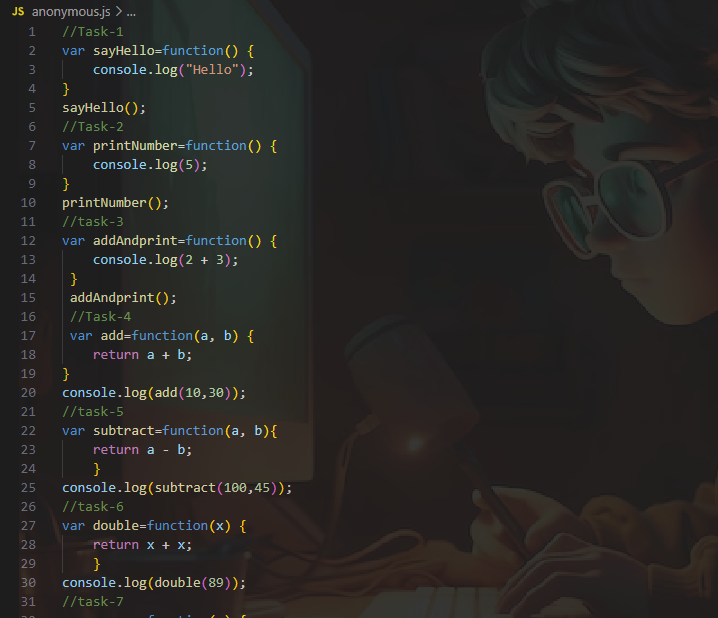 JS anonymous.js > ...
1 //Task-1
2 var sayHello=function() {
3     console.log("Hello");
4 }
5 sayHello();
6 //Task-2
7 var printNumber=function() {
8     console.log(5);
9 }
10 printNumber();
11 //task-3
12 var addAndprint=function() {
13     console.log(2 + 3);
14  }
15  addAndprint();
16  //Task-4
17  var add=function(a, b) {
18     return a + b;
19 }
20 console.log(add(10,30));
21 //task-5
22 var subtract=function(a, b){
23     return a - b;
24     }
25 console.log(subtract(100,45));
26 //task-6
27 var double=function(x) {
28     return x + x;
29     }
30 console.log(double(89));
31 //task-7